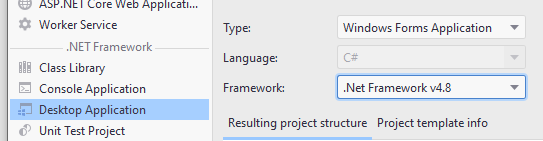 ASP.NET Core Web Applicatio...
Worker Service
.NET Framework
Class Library
Console Application
Desktop Application
Unit Test Project
Type:
Windows Forms Application
Language:
C#
Framework:
.Net Framework v4.8
Resulting project structure
Project template info